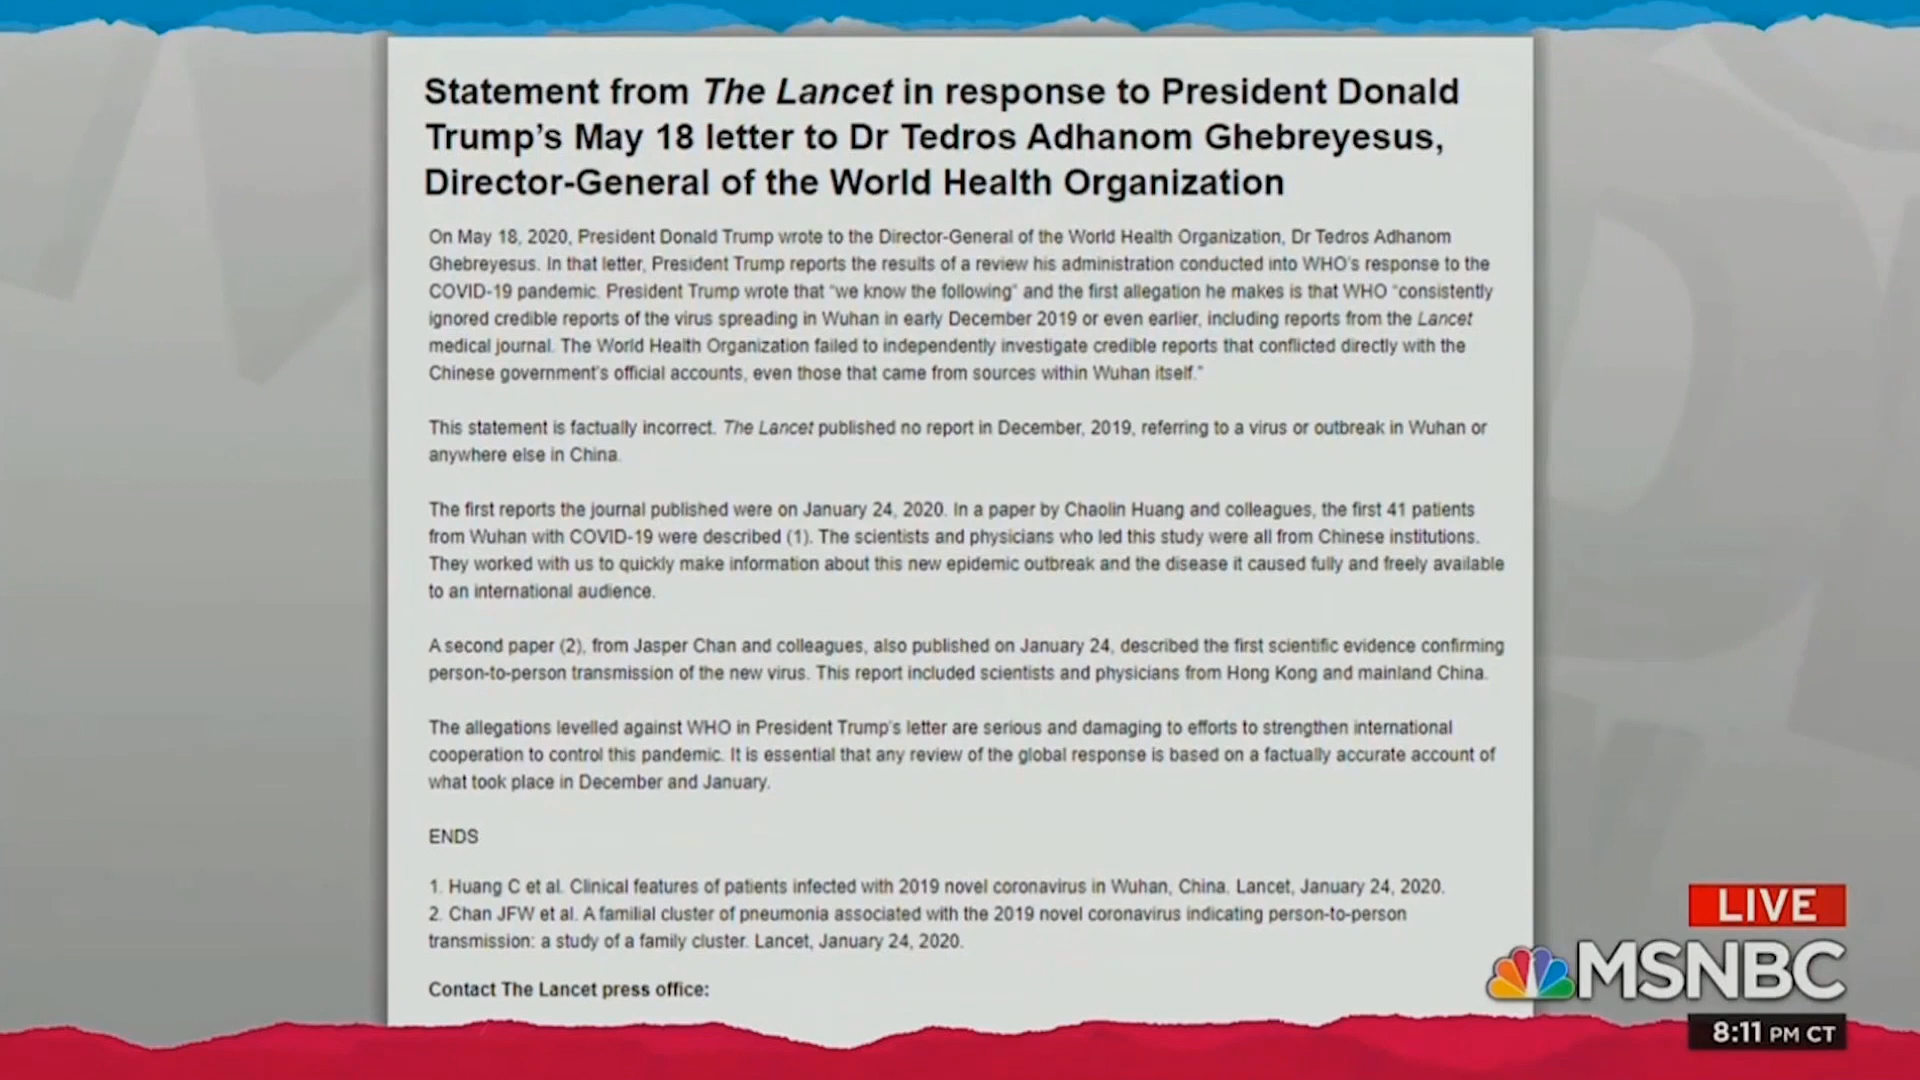 Statement from The Lancet in response to President Donald
Trump’s May 18 letter to Dr Tedros Adhanom Ghebreyesus,
Director-General of the World Health Organization
On May 18, 2020, President Donald Trump wrote to the Director-General of the World Health Organization, Dr Tedros Adhanom
Ghebreyesus. In that letter, President Trump reports the results of a review his administration conducted into WHO's response to the
COVID-19 pandemic. President Trump wrote that "we know the following" and the first allegation he makes is that WHO "consistently
ignored credible reports of the virus spreading in Wuhan in early December 2019 or even earlier, including reports from the Lancet
medical journal. The World Health Organization failed to independently investigate credible reports that conflicted directly with the
Chinese government's official accounts, even those that came from sources within Wuhan itself."
This statement is factually incorrect. The Lancet published no report in December, 2019, referring to a virus or outbreak in Wuhan or
anywhere else in China.
The first reports the journal published were on January 24, 2020. In a paper by Chaolin Huang and colleagues, the first 41 patients
from Wuhan with COVID-19 were described (1). The scientists and physicians who led this study were all from Chinese institutions.
They worked with us to quickly make information about this new epidemic outbreak and the disease it caused fully and freely available
to an international audience.
A second paper (2), from Jasper Chan and colleagues, also published on January 24, described the first scientific evidence confirming
person-to-person transmission of the new virus. This report included scientists and physicians from Hong Kong and mainland China.
The allegations levelled against WHO in President Trump's letter are serious and damaging to efforts to strengthen international
cooperation to control this pandemic. It is essential that any review of the global response is based on a factually accurate account of
what took place in December and January.
ENDS
1. Huang C et al. Clinical features of patients infected with 2019 novel coronavirus in Wuhan, China. Lancet, January 24, 2020.
2. Chan JFW et al. A familial cluster of pneumonia associated with the 2019 novel coronavirus indicating person-to-person
transmission: a study of a family cluster. Lancet, January 24, 2020.
Contact The Lancet press office:
LIVE
MSNBC
8:11 PM CT